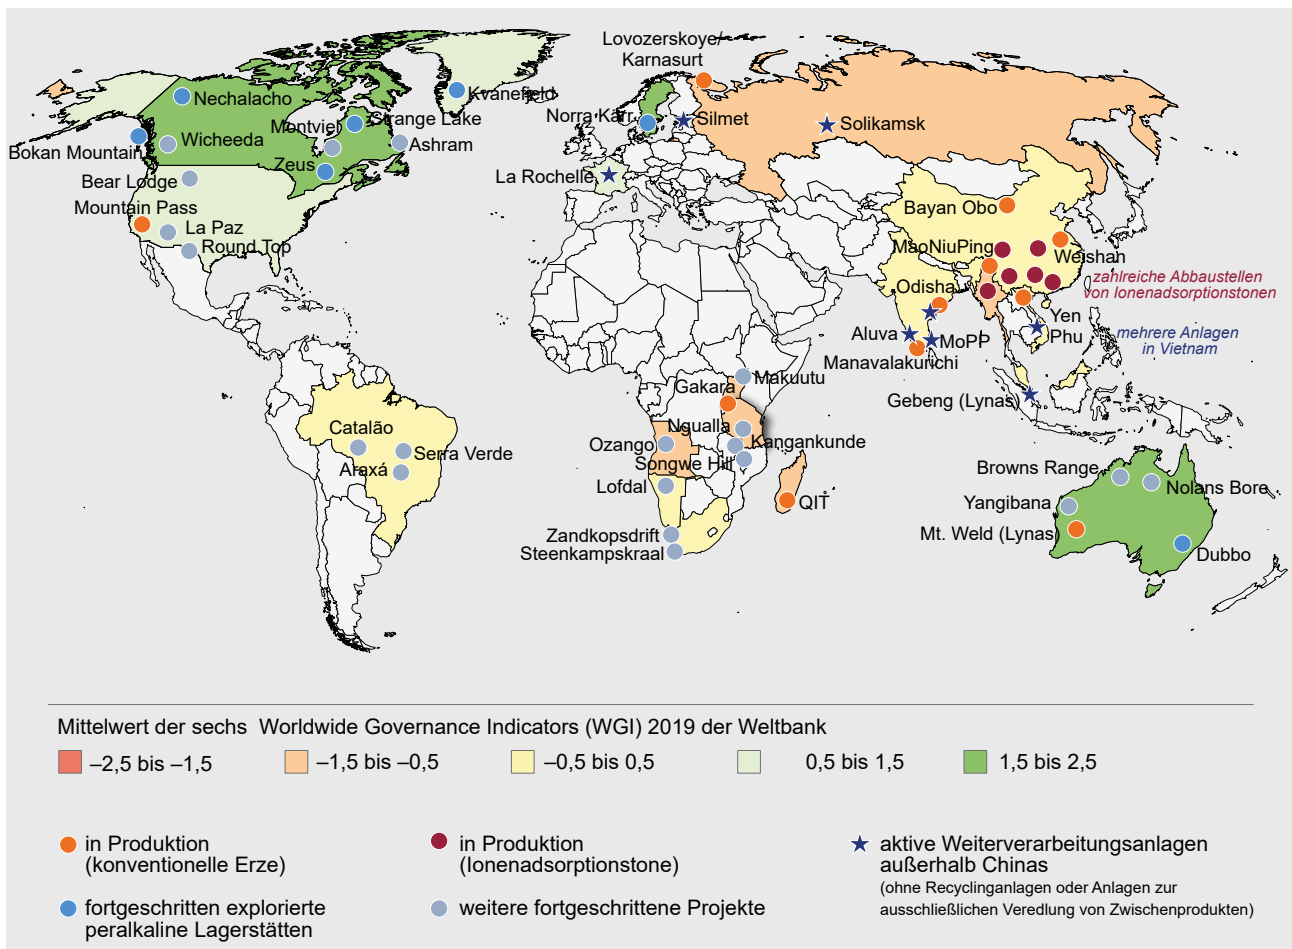 Lovozerskoye/
Karnasurt
Nechalacho
Kvanefjeld
Strange Lake
Montviel
Norra Kärr
Silmet
Solikamsk
Wicheeda
Ashram
Bokan Mountain
Zeus
La Rochelle
Bear Lodge
Mountain Pass
Bayan Obo
La Paz
Round Top
MaoNiuPing
Weishan
zahlreiche Abbaustellen
von Ionenadsorptionstonen
Odisha
Yen
Phu
Aluva
MoPP
mehrere Anlagen
in Vietnam
Manavalakurichi
Makuutu
Gakara
Gebeng (Lynas)
Catalão
Ngualla
Serra Verde
Ozango
Kangankunde
Araxá
Songwe Hill
Browns Range
Lofdal
Nolans Bore
QIT
Yangibana
Zandkopsdrift
Mt. Weld (Lynas)
Steenkampskraal
Dubbo
Mittelwert der sechs Worldwide Governance Indicators (WGI) 2019 der Weltbank
–2,5 bis –1,5
–1,5 bis –0,5
–0,5 bis 0,5
0,5 bis 1,5
1,5 bis 2,5
in Produktion
(konventionelle Erze)
in Produktion
(Ionenadsorptionstone)
aktive Weiterverarbeitungsanlagen
außerhalb Chinas
(ohne Recyclinganlagen oder Anlagen zur
ausschließlichen Veredlung von Zwischenprodukten)
fortgeschritten explorierte
peralkaline Lagerstätten
weitere fortgeschrittene Projekte